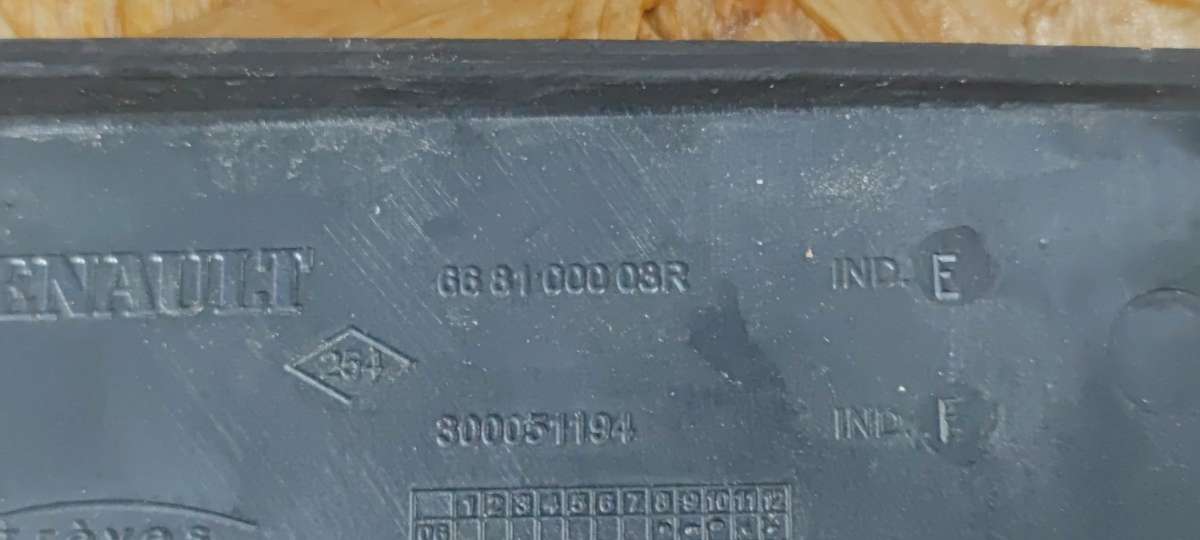 ENAULT 66 81 000 03R IND. E
254
300051194 IND. F
1 2 3 4 5 6 7 8 9 10 11 12
trèves 06